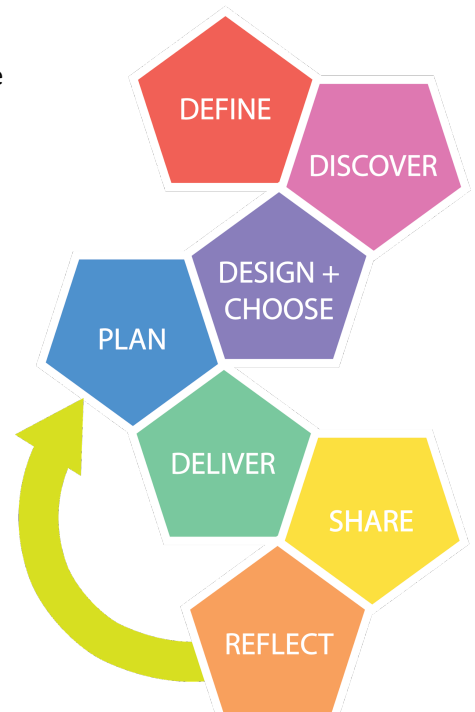 e
DEFINE
DISCOVER
DESIGN +
CHOOSE
PLAN
DELIVER
SHARE
REFLECT